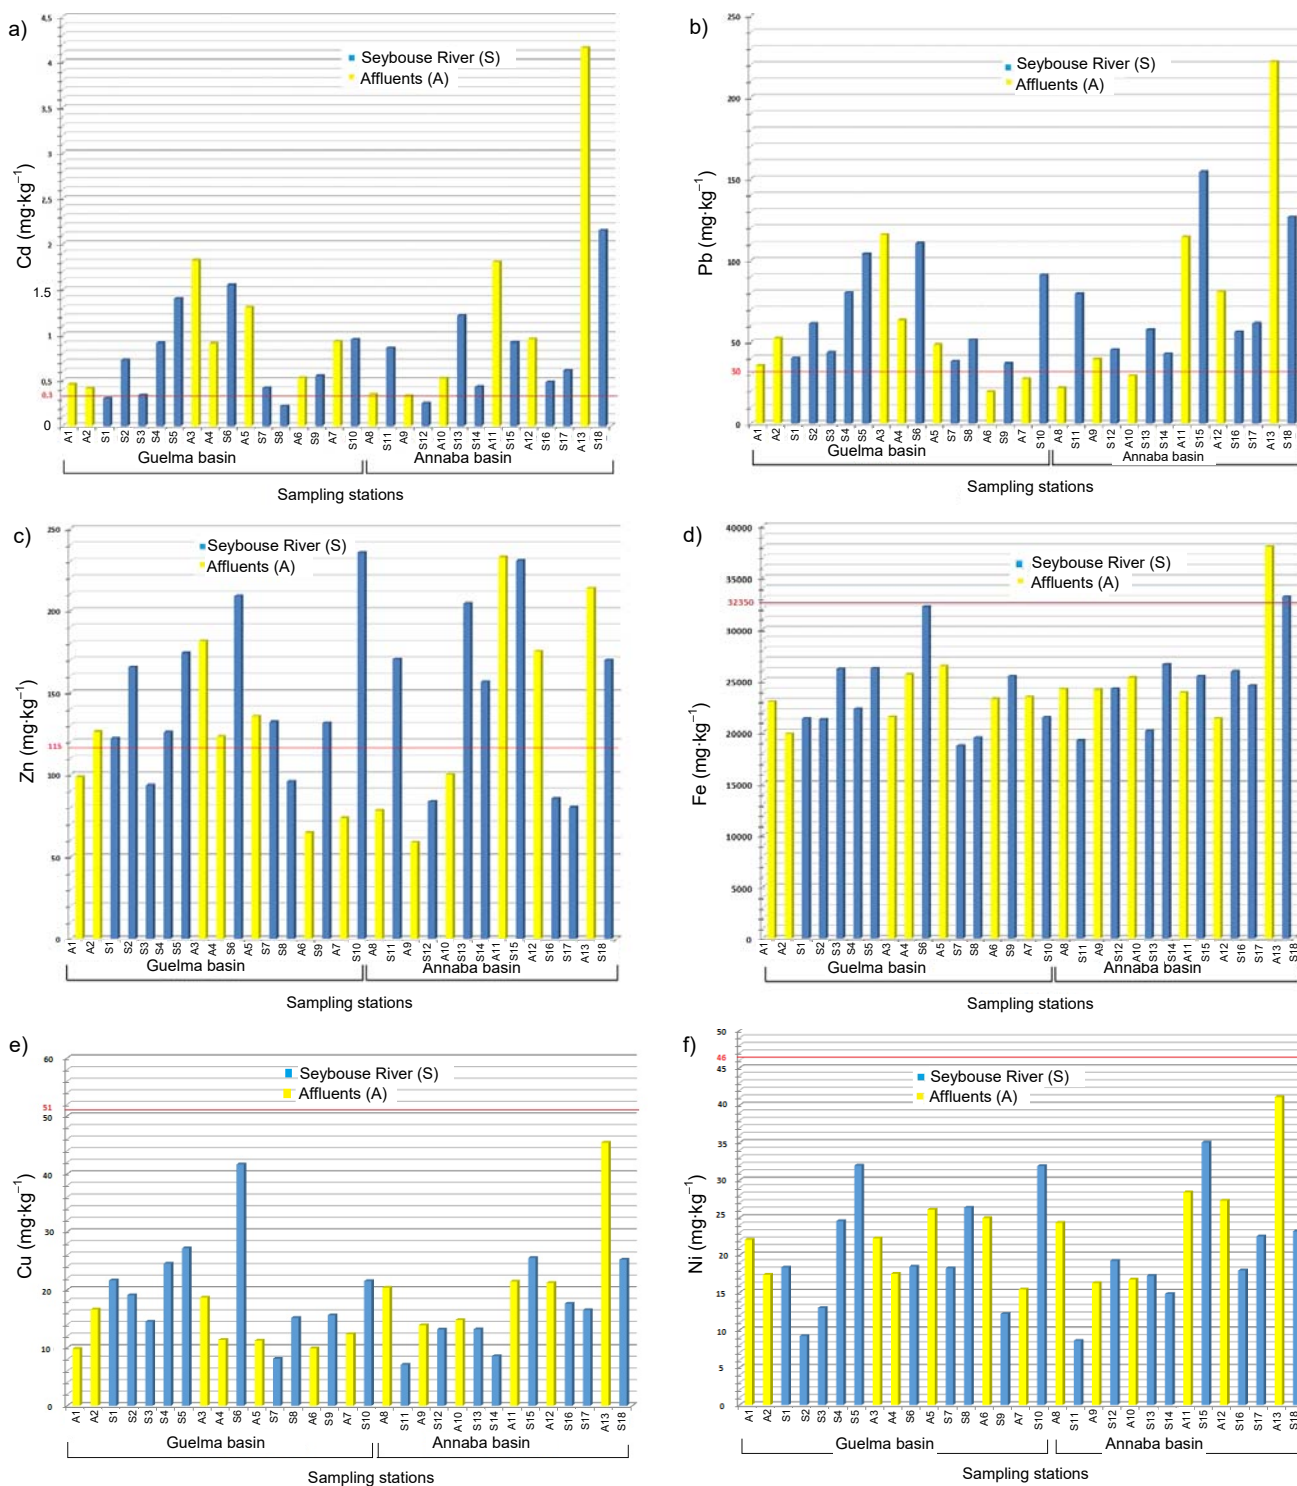 a)
Cd (mg·kg−1)
4.5
4
3.5
3
2.5
2
1.5
1
0.5
0.3
0
Seybouse River (S)
Affluents (A)
A1 A2 S1 S2 S3 S4 S5 A3 A4 S6 A5 S7 S8 A6 S9 A7 S10 A8 S11 A9 S12 A10 S13 S14 A11 S15 A12 S16 S17 A13 S18
Guelma basin Annaba basin
Sampling stations
b)
Pb (mg·kg−1)
250
200
150
100
50
30
0
Seybouse River (S)
Affluents (A)
A1 A2 S1 S2 S3 S4 S5 A3 A4 S6 A5 S7 S8 A6 S9 A7 S10 A8 S11 A9 S12 A10 S13 S14 A11 S15 A12 S16 S17 A13 S18
Guelma basin Annaba basin
Sampling stations
c)
Zn (mg·kg−1)
250
200
150
115
100
50
0
Seybouse River (S)
Affluents (A)
A1 A2 S1 S2 S3 S4 S5 A3 A4 S6 A5 S7 S8 A6 S9 A7 S10 A8 S11 A9 S12 A10 S13 S14 A11 S15 A12 S16 S17 A13 S18
Guelma basin Annaba basin
Sampling stations
d)
Fe (mg·kg−1)
40000
35000
32350
30000
25000
20000
15000
10000
5000
0
Seybouse River (S)
Affluents (A)
A1 A2 S1 S2 S3 S4 S5 A3 A4 S6 A5 S7 S8 A6 S9 A7 S10 A8 S11 A9 S12 A10 S13 S14 A11 S15 A12 S16 S17 A13 S18
Guelma basin Annaba basin
Sampling stations
e)
Cu (mg·kg−1)
60
51
50
40
30
20
10
0
Seybouse River (S)
Affluents (A)
A1 A2 S1 S2 S3 S4 S5 A3 A4 S6 A5 S7 S8 A6 S9 A7 S10 A8 S11 A9 S12 A10 S13 S14 A11 S15 A12 S16 S17 A13 S18
Guelma basin Annaba basin
Sampling stations
f)
Ni (mg·kg−1)
50
46
45
40
35
30
25
20
15
10
5
0
Seybouse River (S)
Affluents (A)
A1 A2 S1 S2 S3 S4 S5 A3 A4 S6 A5 S7 S8 A6 S9 A7 S10 A8 S11 A9 S12 A10 S13 S14 A11 S15 A12 S16 S17 A13 S18
Guelma basin Annaba basin
Sampling stations